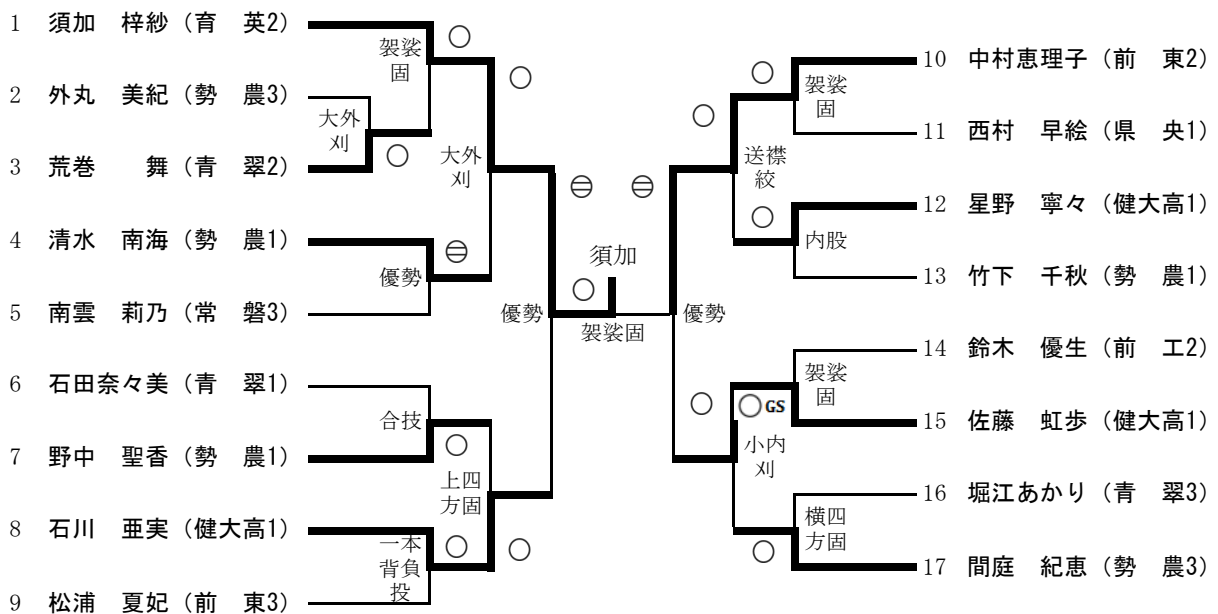 1 須加 梓紗（育 英2）
2 外丸 美紀（勢 農3）
3 荒巻 舞（青 翠2）
4 清水 南海（勢 農1）
5 南雲 莉乃（常 磐3）
6 石田奈々美（青 翠1）
7 野中 聖香（勢 農1）
8 石川 亜実（健大高1）
9 松浦 夏妃（前 東3）
袈裟
固
大外
刈
大外
刈
優勢
合技
上四
方固
一本
背負
投
優勢
須加
袈裟固
優勢
袈裟
固
送襟
絞
内股
袈裟
固
GS
小内
刈
横四
方固
10 中村恵理子（前 東2）
11 西村 早絵（県 央1）
12 星野 寧々（健大高1）
13 竹下 千秋（勢 農1）
14 鈴木 優生（前 工2）
15 佐藤 虹歩（健大高1）
16 堀江あかり（青 翠3）
17 間庭 紀恵（勢 農3）